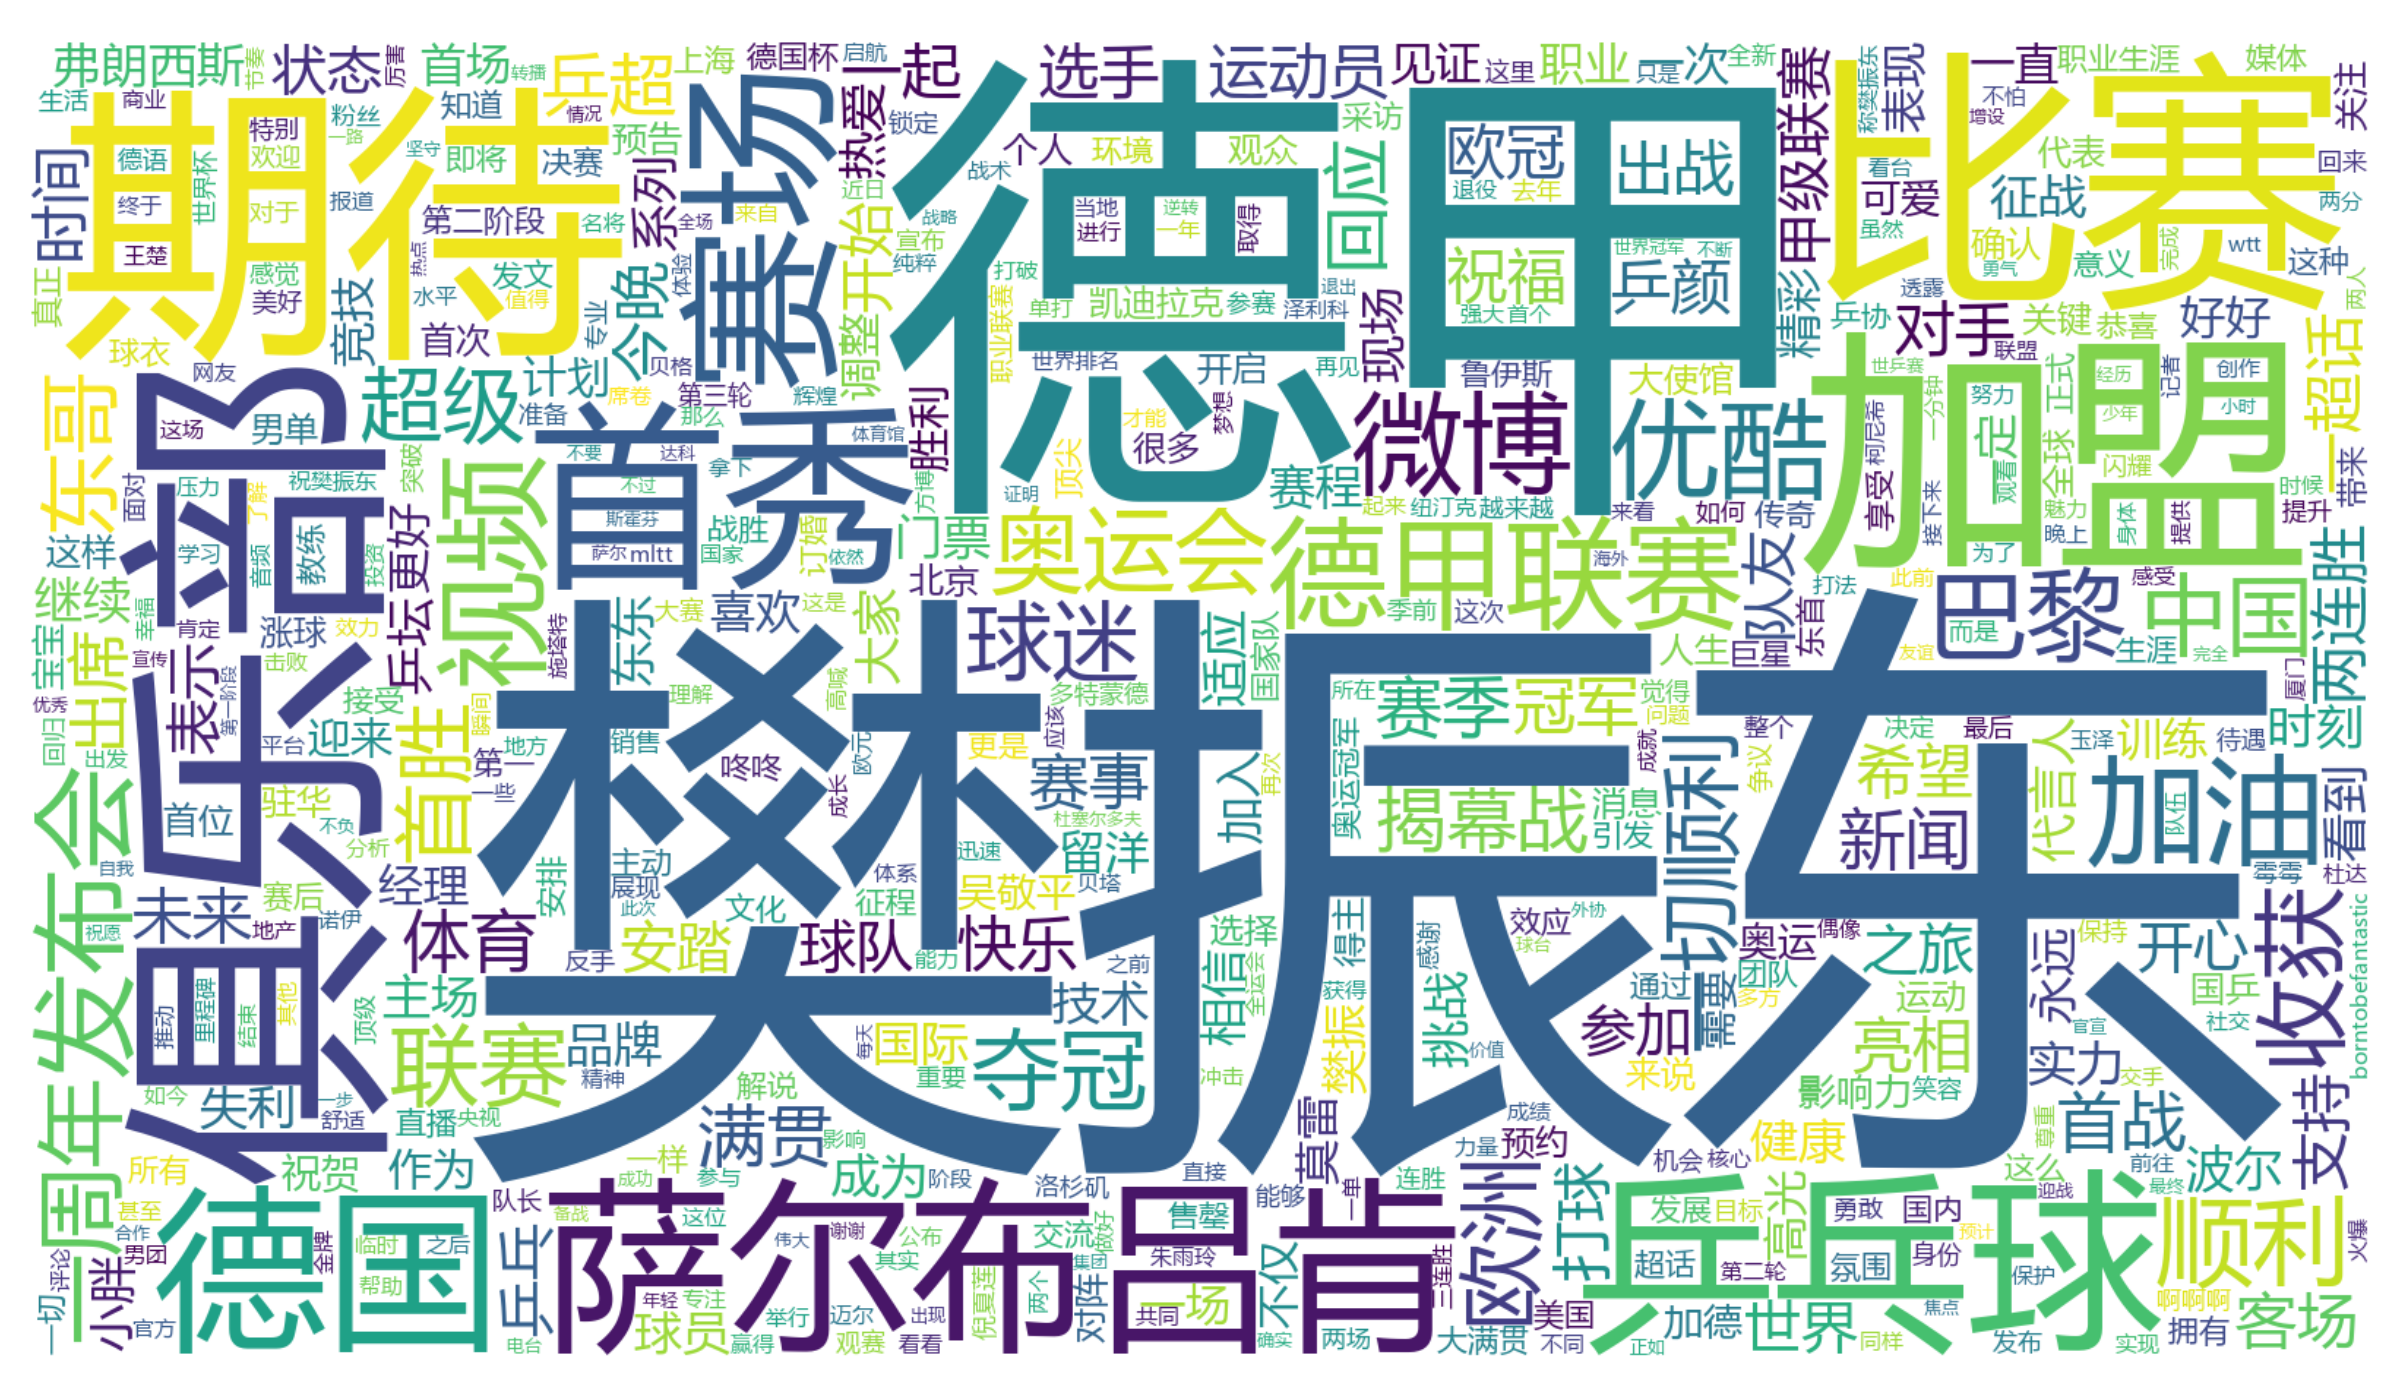 弗朗西斯
节奏
状态
厉害
首场
转播
乒超
上海
德国杯
启航
一起
选手
运动员
见证
这里
职业
只是
一次
全新
甲级联赛
称樊振东
表现
一直
职业生涯
媒体
关注
生活
商业
粉丝
一路
知道
情况
预告
锁定
热爱
赛场
德甲
比赛
期待
时间
德语
终于
王楚
世界杯
特别
欢迎
对于
感觉
美好
报道
坚守
即将
决赛
第二阶段
名将
系列
近日
全场
来自
个人
战术
环境
观众
采访
回应
当地
进行
逆转
一年
取得
欧冠
退役
去年
出战
祝福
世界冠军
不断
乒颜
强大
首个
不怕
增设
看台
可爱
虽然
代表
征战
确认
勇气
意义
完成
wtt
这种
回来
两分
两人
真正
球衣
竞技
热点
水平
发文
值得
首次
专业
今晚
体验
调整
开始
宣布
战略
纯粹
打破
职业联赛
单打
凯迪拉克
参赛
泽利科
退出
现场
精彩
透露
乒协
对手
联盟
关键
恭喜
好好
超话
东哥
网友
俱乐部
这场
男单
超级
计划
准备
贝格
席卷
第三轮
那么
辉煌
世界排名
开启
再见
鲁伊斯
大使馆
微博
优酷
加盟
世乒赛
柯尼希
一分钟
努力
定
正式
全球
经历
少年
记者
创作
小时
闪耀
观看
首秀
不要
达科
拿下
体育馆
胜利
方博
证明
顶尖
才能
很多
梦想
赛程
起来
纽汀克
越来越
来看
如何
传奇
享受
接下来
魅力
晚上
身体
提供
时候
提升
带来
面对
压力
祝樊振东
了解
突破
视频
不过
斯霍芬
萨尔
mltt
国家
战胜
订婚
依然
门票
北京
奥运会
德甲联赛
海外
队友
打法
此前
为了
感受
两连胜
这样
学习
音频
教练
投资
更好
乒坛
继续
宝宝
幸福
肯定
涨球
效力
施塔特
东东
大赛
喜欢
这是
大家
球迷
适应
国家队
季前
这次
人生
巨星
东首
巴黎
而是
友谊
中国
生涯
完全
厦门
时刻
出席
表示
宣传
第一阶段
击败
接受
瞬间
理解
高喊
多特蒙德
所在
赛季
冠军
觉得
问题
整个
决定
最后
玉泽
训练
待遇
优秀
回归
出发
平台
迎来
首胜
第一
一些
地方
销售
樊振东
咚咚
成长
欧元
更是
应该
赛事
再次
奥运冠军
成就
切
顺利
争议
希望
代言人
加油
队伍
看到
首位
驻华
不负
分析
自我
发布会
周年
一
祝愿
未来
地产
赛后
诺伊
经理
安排
主动
展现
此次
文化
体系
征程
迅速
杜塞尔多夫
留洋
贝塔
加入
揭幕战
消息
引发
新闻
霉霉
杜达
收获
borntobefantastic
体育
安踏
反手
球队
能力
快乐
吴敬平
之前
技术
选择
相信
全运会
获得
得主
感谢
效应
外协
球台
参加
需要
通过
团队
多方
奥运
偶像
之旅
运动
永远
保持
开心
国乒
社交
官宣
推动
里程碑
结束
其他
顶级
主场
联赛
品牌
精神
每天
国际
重要
夺冠
冲击
樊振
挑战
价值
来说
亮相
影响力
笑容
实力
交手
支持
如今
失利
一步
舒适
直播
央视
解说
满贯
影响
成绩
力量
预约
莫雷
健康
尊重
首战
所有
祝贺
作为
一样
成功
参与
成为
阶段
洛杉矶
直接
能够
连胜
机会
核心
这么
前往
迎战
最终
波尔
甚至
合作
男团
评论
一切
小胖
官方
德国
金牌
临时
之后
帮助
队长
乒乓
电台
备战
萨尔布吕肯
这位
伟大
谢谢
公布
其实
交流
做好
集团
售罄
朱雨玲
一单
三连胜
欧洲
打球
发展
目标
高光
勇敢
国内
预计
超话
第二轮
氛围
身份
乒乓球
保护
顺利
火爆
年轻
专注
球员
赢得
举行
迈尔
观赛
出现
看看
倪夏莲
两个
对阵
共同
一场
不仅
确实
两场
大满贯
美国
不同
正如
加德
世界
同样
焦点
发布
啊啊啊
拥有
实现
客场